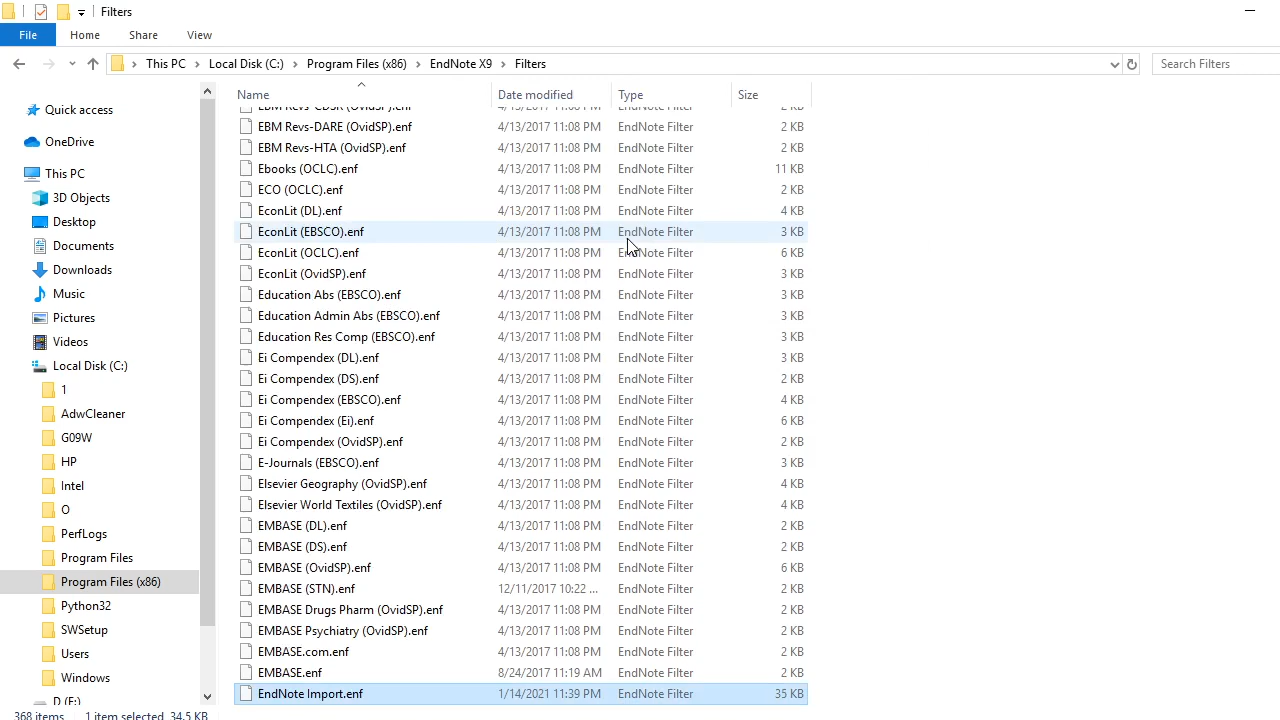 Filters
File Home Share View
This PC Local Disk (C:) Program Files (x86) EndNote X9 Filters
Search Filters
Name Date modified Type Size
Quick access
OneDrive
This PC
3D Objects
Desktop
Documents
Downloads
Music
Pictures
Videos
Local Disk (C:)
1
AdwCleaner
G09W
HP
Intel
O
PerfLogs
Program Files
Program Files (x86)
Python32
SWSetup
Users
Windows
EBM Revs-CDSR (OvidSP).enf 4/13/2017 11:08 PM EndNote Filter 2 KB
EBM Revs-DARE (OvidSP).enf 4/13/2017 11:08 PM EndNote Filter 2 KB
EBM Revs-HTA (OvidSP).enf 4/13/2017 11:08 PM EndNote Filter 2 KB
Ebooks (OCLC).enf 4/13/2017 11:08 PM EndNote Filter 11 KB
ECO (OCLC).enf 4/13/2017 11:08 PM EndNote Filter 2 KB
EconLit (DL).enf 4/13/2017 11:08 PM EndNote Filter 4 KB
EconLit (EBSCO).enf 4/13/2017 11:08 PM EndNote Filter 3 KB
EconLit (OCLC).enf 4/13/2017 11:08 PM EndNote Filter 6 KB
EconLit (OvidSP).enf 4/13/2017 11:08 PM EndNote Filter 3 KB
Education Abs (EBSCO).enf 4/13/2017 11:08 PM EndNote Filter 3 KB
Education Admin Abs (EBSCO).enf 4/13/2017 11:08 PM EndNote Filter 3 KB
Education Res Comp (EBSCO).enf 4/13/2017 11:08 PM EndNote Filter 3 KB
Ei Compendex (DL).enf 4/13/2017 11:08 PM EndNote Filter 3 KB
Ei Compendex (DS).enf 4/13/2017 11:08 PM EndNote Filter 2 KB
Ei Compendex (EBSCO).enf 4/13/2017 11:08 PM EndNote Filter 4 KB
Ei Compendex (Ei).enf 4/13/2017 11:08 PM EndNote Filter 6 KB
Ei Compendex (OvidSP).enf 4/13/2017 11:08 PM EndNote Filter 2 KB
E-Journals (EBSCO).enf 4/13/2017 11:08 PM EndNote Filter 3 KB
Elsevier Geography (OvidSP).enf 4/13/2017 11:08 PM EndNote Filter 4 KB
Elsevier World Textiles (OvidSP).enf 4/13/2017 11:08 PM EndNote Filter 4 KB
EMBASE (DL).enf 4/13/2017 11:08 PM EndNote Filter 2 KB
EMBASE (DS).enf 4/13/2017 11:08 PM EndNote Filter 2 KB
EMBASE (OvidSP).enf 4/13/2017 11:08 PM EndNote Filter 6 KB
EMBASE (STN).enf 12/11/2017 10:22 ... EndNote Filter 2 KB
EMBASE Drugs Pharm (OvidSP).enf 4/13/2017 11:08 PM EndNote Filter 2 KB
EMBASE Psychiatry (OvidSP).enf 4/13/2017 11:08 PM EndNote Filter 2 KB
EMBASE.com.enf 4/13/2017 11:08 PM EndNote Filter 2 KB
EMBASE.enf 8/24/2017 11:19 AM EndNote Filter 2 KB
EndNote Import.enf 1/14/2021 11:39 PM EndNote Filter 35 KB
368 items 1 item selected 34.5 KB